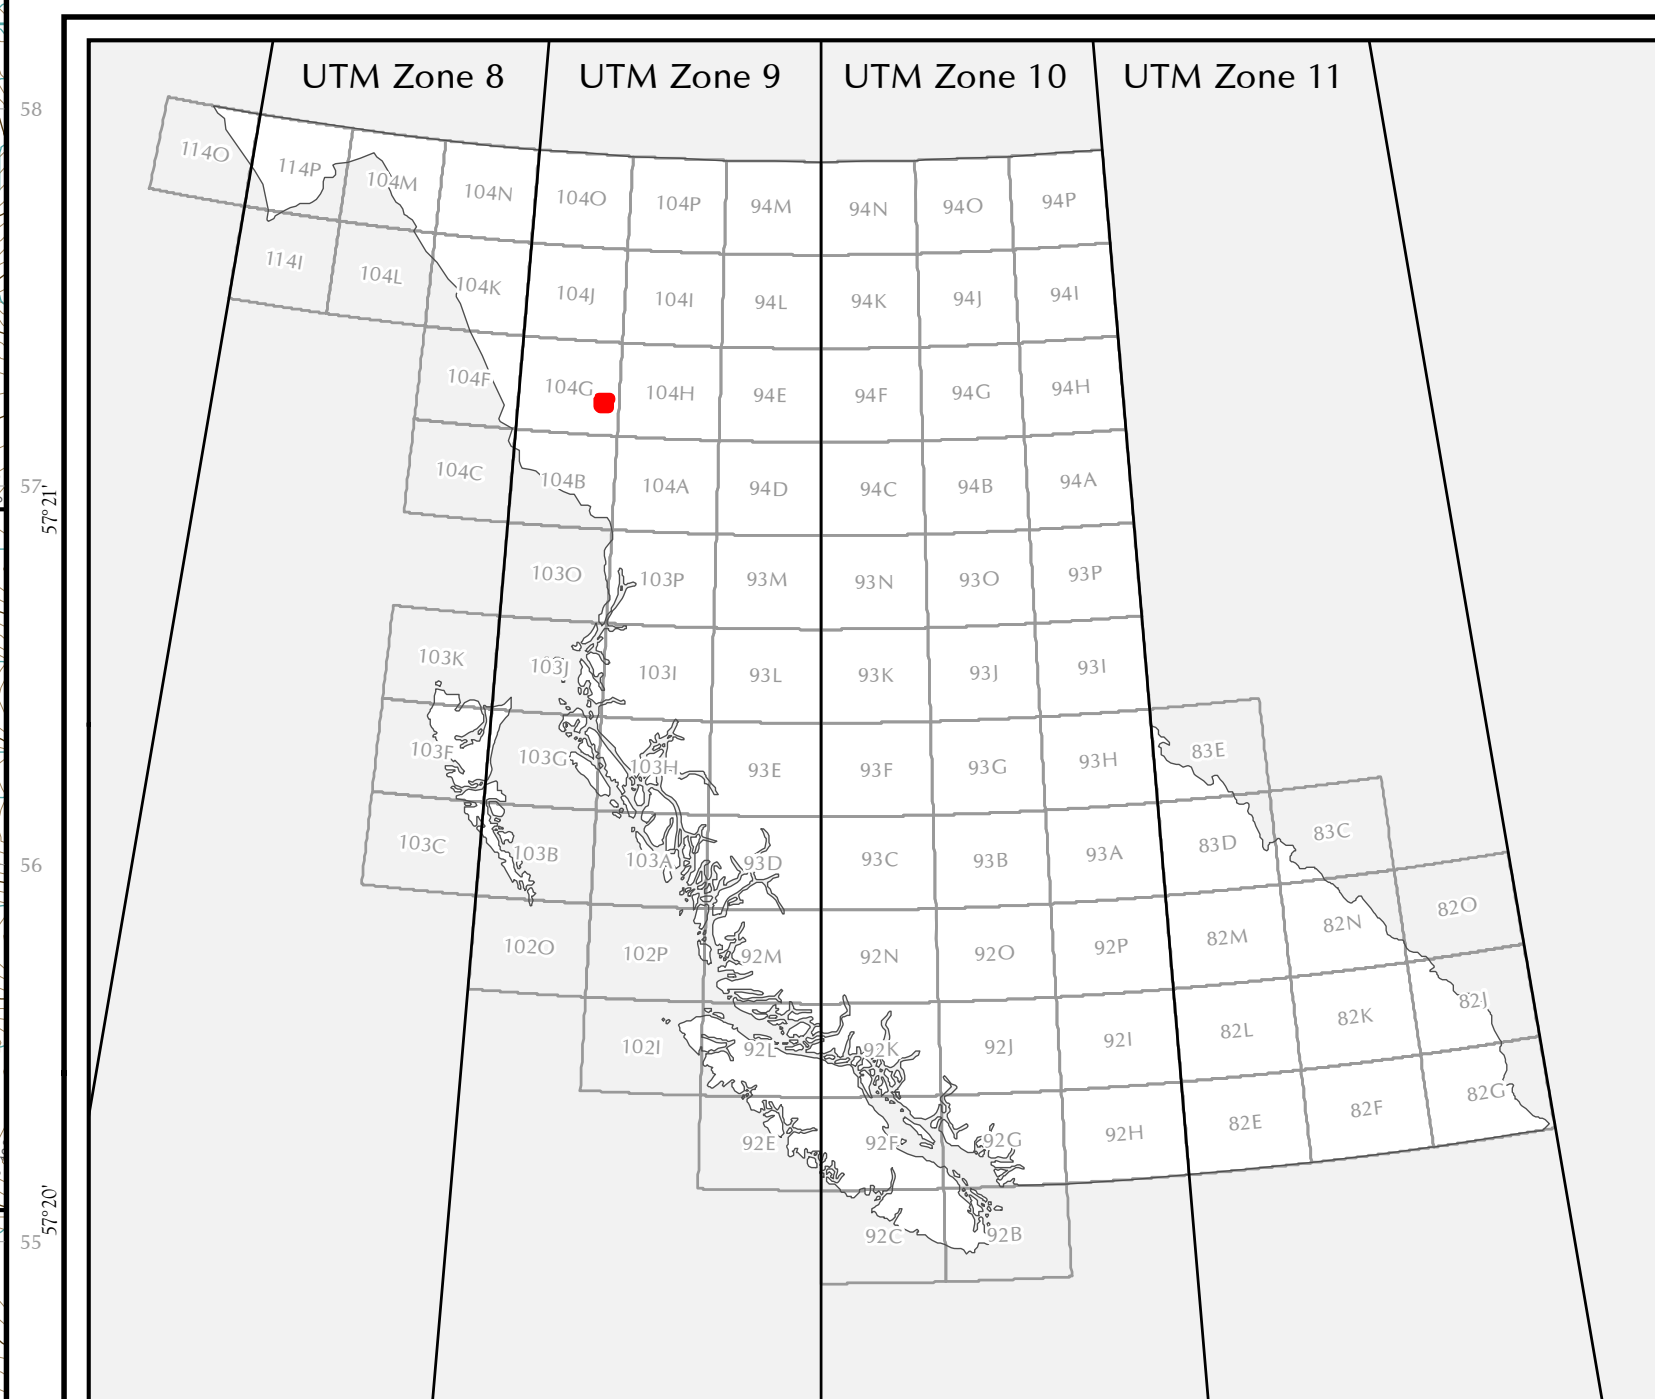 UTM Zone 8 UTM Zone 9 UTM Zone 10 UTM Zone 11
58
114O 114P 104M 104N 104O 104P 94M 94N 94O 94P
114I 104L 104K 104J 104I 94L 94K 94J 94I
104F 104G 104H 94E 94F 94G 94H
57
57°21'
104C 104B 104A 94D 94C 94B 94A
103O 103P 93M 93N 93O 93P
103K 103J 103I 93L 93K 93J 93I
103F 103G 103H 93E 93F 93G 93H 83E
56
103C 103B 103A 93D 93C 93B 93A 83D 83C
102O 102P 92M 92N 92O 92P 82M 82N 82O
102I 92L 92K 92J 92I 82L 82K 82J
92E 92F 92G 92H 82E 82F 82G
57°20'
55
92C 92B